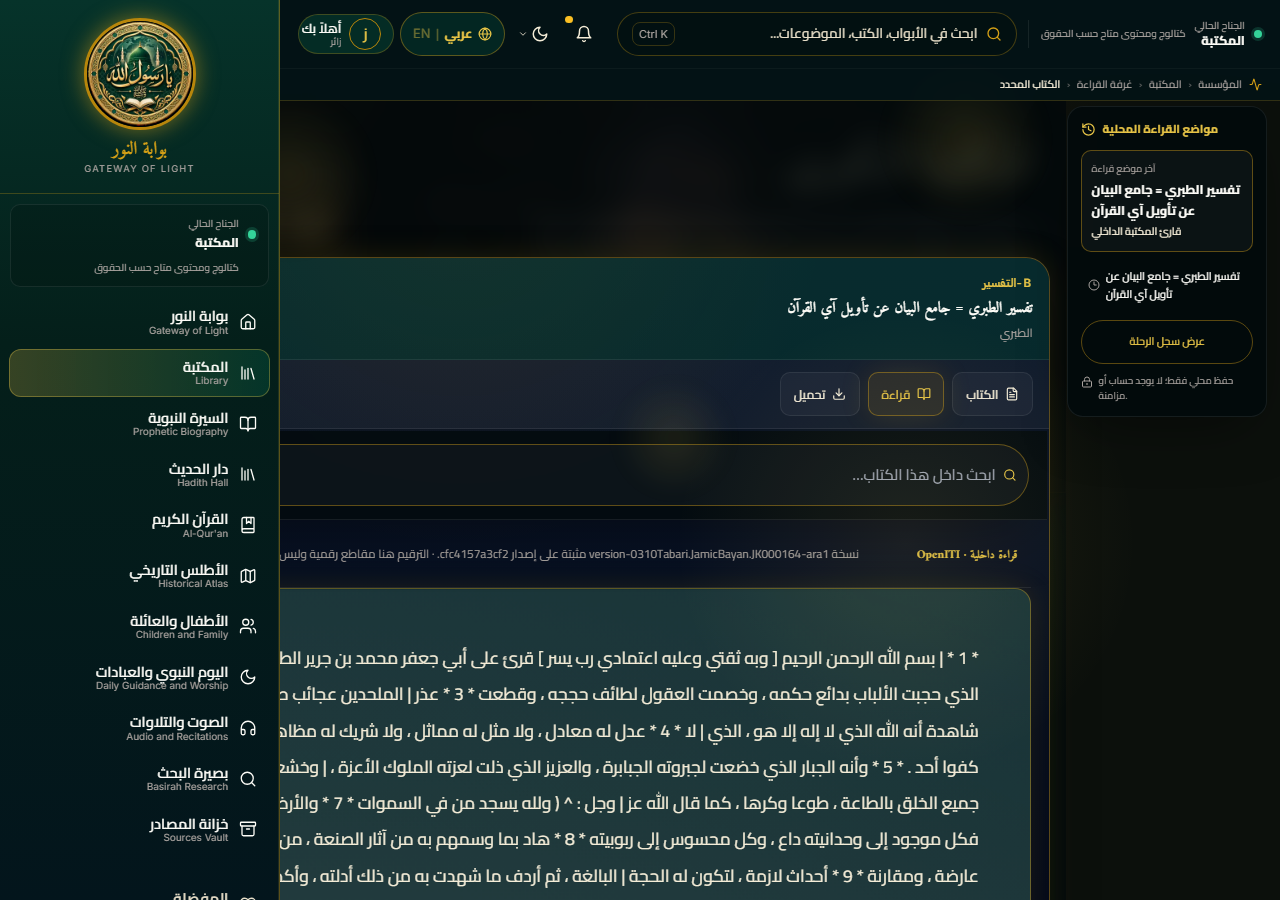 الجناح الحالي
المكتبة
كتالوج ومحتوى متاح حسب الحقوق
ابحث في الأبواب، الكتب، الموضوعات...
Ctrl K
عربي | EN
ز
أهلاً بك
زائر
المؤسسة ‹ المكتبة ‹ غرفة القراءة ‹ الكتاب المحدد
يا رسول الله
بوابة النور
GATEWAY OF LIGHT
الجناح الحالي
المكتبة
كتالوج ومحتوى متاح حسب الحقوق
بوابة النور
Gateway of Light
المكتبة
Library
السيرة النبوية
Prophetic Biography
دار الحديث
Hadith Hall
القرآن الكريم
Al-Qur'an
الأطلس التاريخي
Historical Atlas
الأطفال والعائلة
Children and Family
اليوم النبوي والعبادات
Daily Guidance and Worship
الصوت والتلاوات
Audio and Recitations
بصيرة البحث
Basirah Research
خزانة المصادر
Sources Vault
المفضلة
مواضع القراءة المحلية
آخر موضع قراءة
تفسير الطبري = جامع البيان
عن تأويل آي القرآن
قارئ المكتبة الداخلي
تفسير الطبري = جامع البيان عن
تأويل آي القرآن
عرض سجل الرحلة
حفظ محلي فقط؛ لا يوجد حساب أو
مزامنة.
B-التفسير
تفسير الطبري = جامع البيان عن تأويل آي القرآن
الطبري
الكتاب
قراءة
تحميل
ابحث داخل هذا الكتاب...
قراءة داخلية · OpenITI
نسخة version-0310Tabari.JamicBayan.JK000164-ara1 مثبتة على إصدار cfc4157a3cf2. · الترقيم هنا مقاطع رقمية وليس
* 1 * | بسم الله الرحمن الرحيم [ وبه ثقتي وعليه اعتمادي رب يسر ] قرئ على أبي جعفر محمد بن جرير
الذي حجبت الألباب بدائع حكمه ، وخصمت العقول لطائف حججه ، وقطعت * 3 * عذر | الملحدين عجائب
شاهدة أنه الله الذي لا إله إلا هو ، الذي | لا * 4 * عدل له معادل ، ولا مثل له مماثل ، ولا شريك له
كفوا أحد . * 5 * وأنه الجبار الذي خضعت لجبروته الجبابرة ، والعزيز الذي ذلت لعزته الملوك الأعزة ، |
جميع الخلق بالطاعة ، طوعا وكرها ، كما قال الله عز | وجل : ^ ( ولله يسجد من في السموات * 7 *
فكل موجود إلى وحدانيته داع ، وكل محسوس إلى ربوبيته * 8 * هاد بما وسمهم به من آثار الصنعة ، من
عارضة ، ومقارنة * 9 * أحداث لازمة ، لتكون له الحجة | البالغة ، ثم أردف ما شهدت به من ذلك أدلته ،